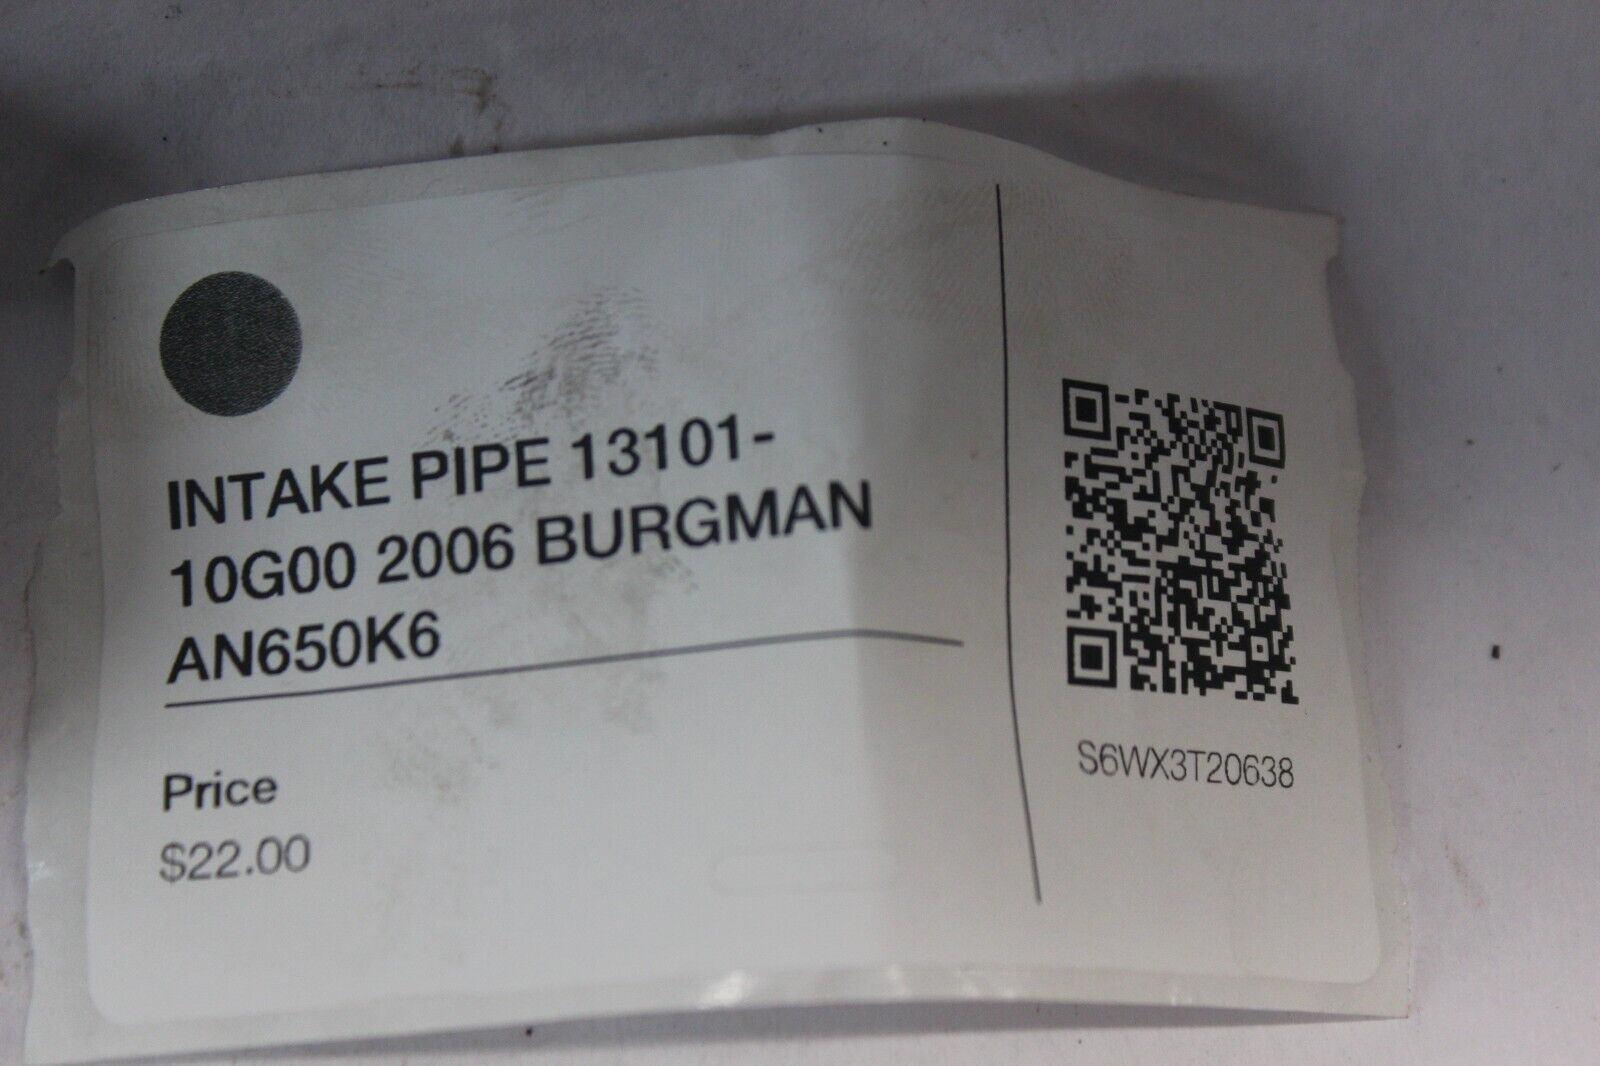 INTAKE PIPE 13101-
10G00 2006 BURGMAN
AN650K6
Price
$22.00
S6WX3T20638